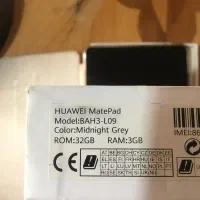 HUAWEI MatePad
Model:BAH3-L09
Color:Midnight Grey
ROM:32GB RAM:3GB
IMEI:86
CE